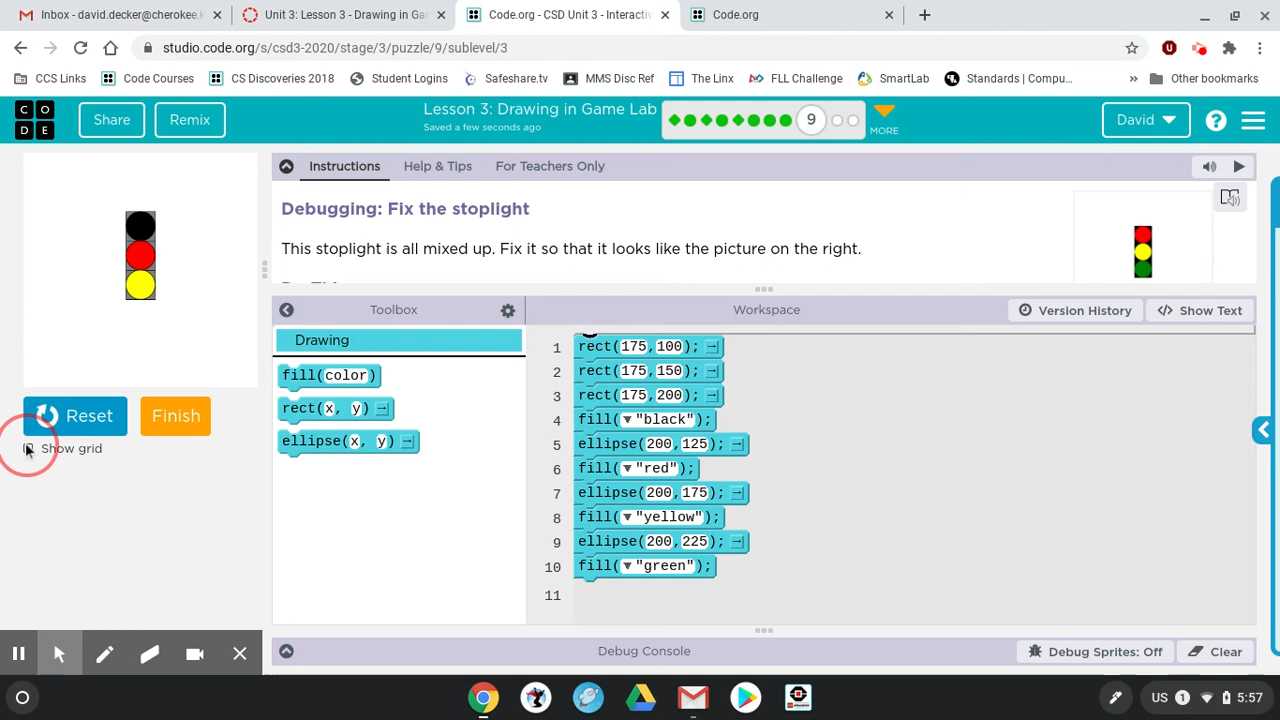 Inbox - david.decker@cherokee.k
Unit 3: Lesson 3 - Drawing in Ga
Code.org - CSD Unit 3 - Interacti
Code.org
studio.code.org/s/csd3-2020/stage/3/puzzle/9/sublevel/3
CCS Links
Code Courses
CS Discoveries 2018
Student Logins
Safeshare.tv
MMS Disc Ref
The Linx
FLL Challenge
SmartLab
Standards | Compu...
»
Other bookmarks
CODE
Share
Remix
Lesson 3: Drawing in Game Lab
Saved a few seconds ago
9
MORE
David
Instructions
Help & Tips
For Teachers Only
Debugging: Fix the stoplight
This stoplight is all mixed up. Fix it so that it looks like the picture on the right.
Toolbox
Workspace
Version History
</> Show Text
Drawing
fill(color)
rect(x, y)
ellipse(x, y)
1 rect(175,100);
2 rect(175,150);
3 rect(175,200);
4 fill("black");
5 ellipse(200,125);
6 fill("red");
7 ellipse(200,175);
8 fill("yellow");
9 ellipse(200,225);
10 fill("green");
11
Reset
Finish
Show grid
Debug Console
Debug Sprites: Off
Clear
US
1
5:57